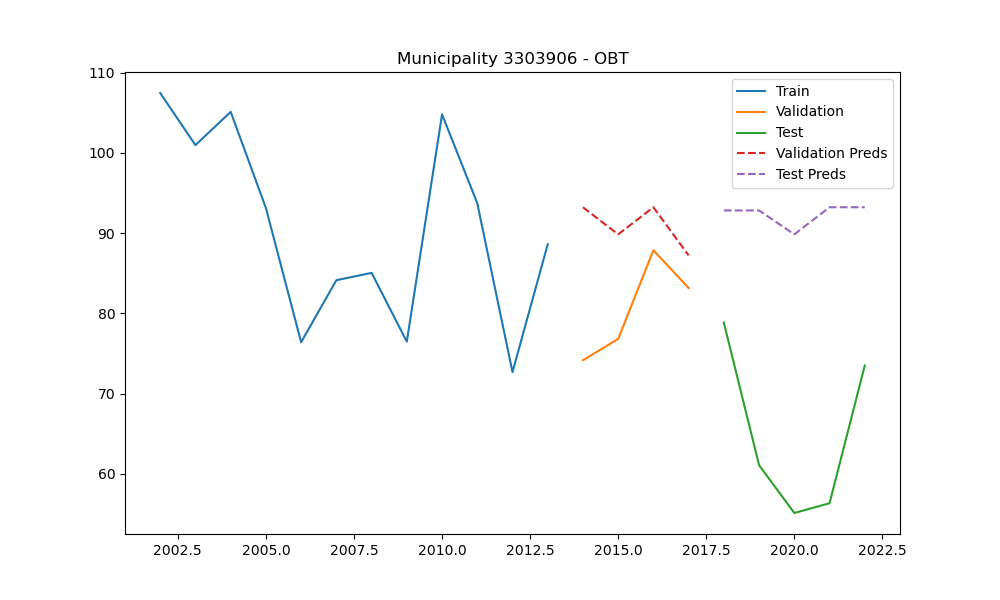 Municipality 3303906 - OBT
110
100
90
80
70
60
Train
Validation
Test
Validation Preds
Test Preds
2002.5 2005.0 2007.5 2010.0 2012.5 2015.0 2017.5 2020.0 2022.5